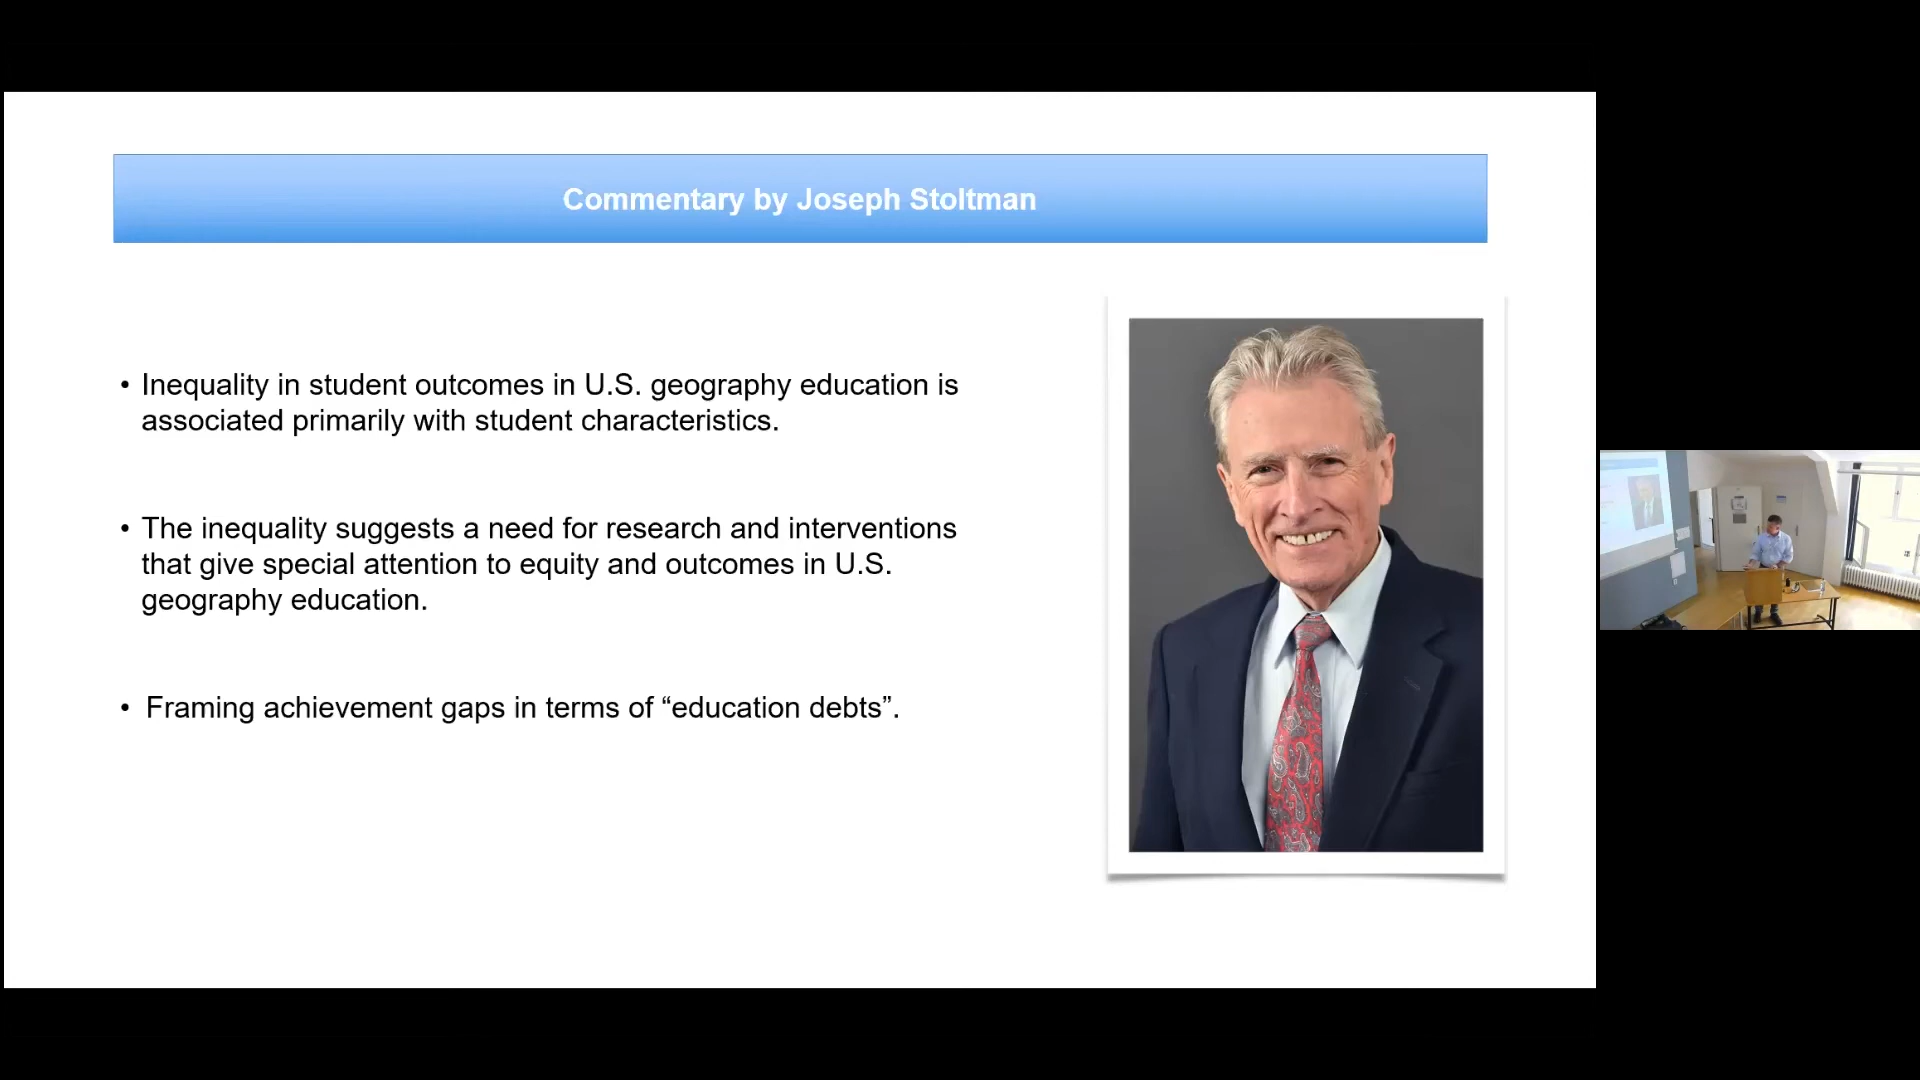 Commentary by Joseph Stoltman
• Inequality in student outcomes in U.S. geography education is
associated primarily with student characteristics.
• The inequality suggests a need for research and interventions
that give special attention to equity and outcomes in U.S.
geography education.
• Framing achievement gaps in terms of “education debts”.